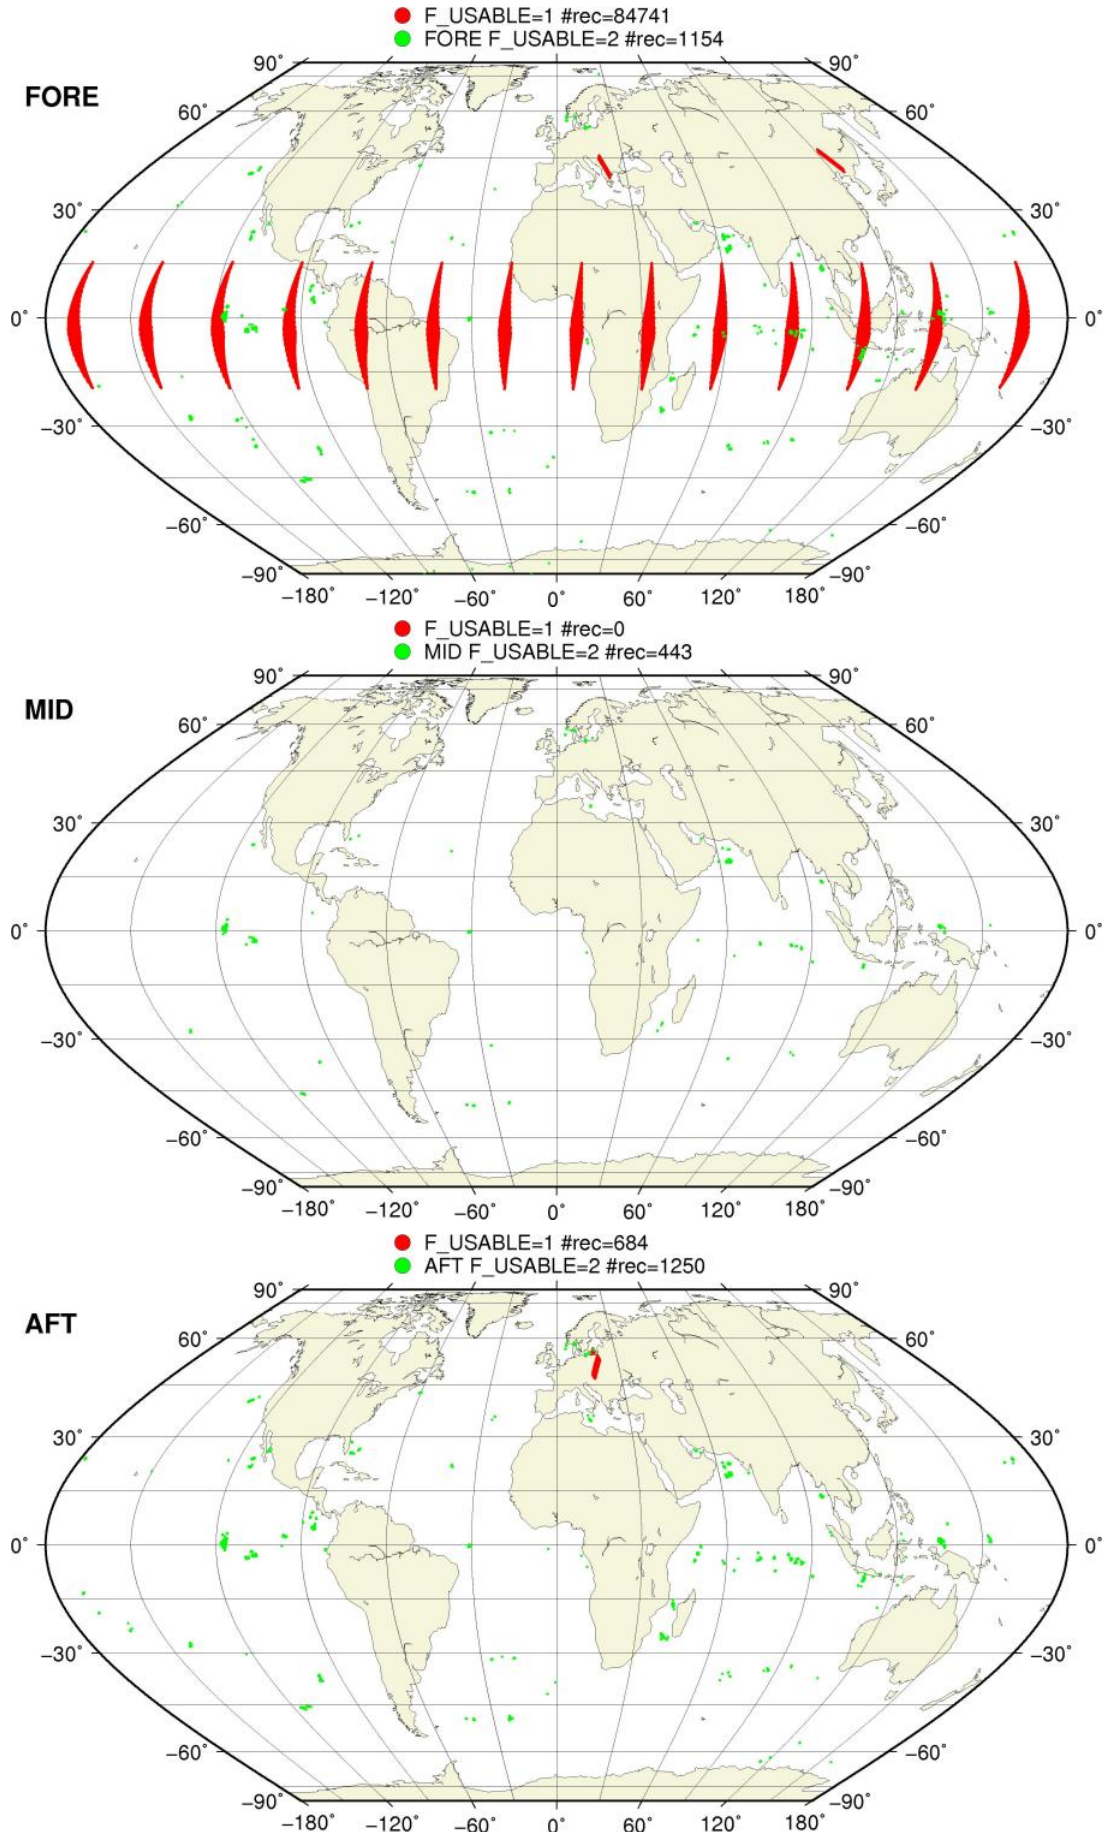 F_USABLE=1 #rec=84741
FORE F_USABLE=2 #rec=1154
FORE
90° 90°
60° 60°
30° 30°
0° 0°
−30° −30°
−60° −60°
−90° −90°
−180° −120° −60° 0° 60° 120° 180°
F_USABLE=1 #rec=0
MID F_USABLE=2 #rec=443
MID
90° 90°
60° 60°
30° 30°
0° 0°
−30° −30°
−60° −60°
−90° −90°
−180° −120° −60° 0° 60° 120° 180°
F_USABLE=1 #rec=684
AFT F_USABLE=2 #rec=1250
AFT
90° 90°
60° 60°
30° 30°
0° 0°
−30° −30°
−60° −60°
−90° −90°
−180° −120° −60° 0° 60° 120° 180°